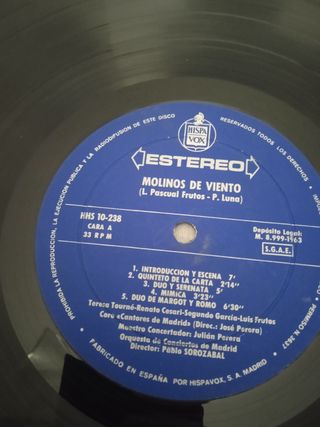 PROHIBIDA LA REPRODUCCION, LA EJECUCION PUBLICA Y LA RADIODIFUSION DE ESTE DISCO
RESERVADOS TODOS LOS DERECHOS
HISPA
VOX
ESTEREO
MOLINOS DE VIENTO
(L. Pascual Frutos - P. Luna)
HHS 10-238
CARA A
33 R P M
Depósito Legal:
M. 8.999-1963
S.G.A.E.
1. INTRODUCCION Y ESCENA 7'
2. QUINTETO DE LA CARTA 2'14"
3. DUO Y SERENATA 5'
4. MIMICA 3'23"
5. DUO DE MARGOT Y ROMO 6'30"
Teresa Tourné-Renato Cesari-Segundo García-Luis Frutos
Coro «Cantores de Madrid» (Direc.: José Perera)
Maestro Concertador: Julián Perera
Orquesta de Conciertos de Madrid
Director: Pablo SOROZABAL
FABRICADO EN ESPAÑA POR HISPAVOX, S. A. MADRID